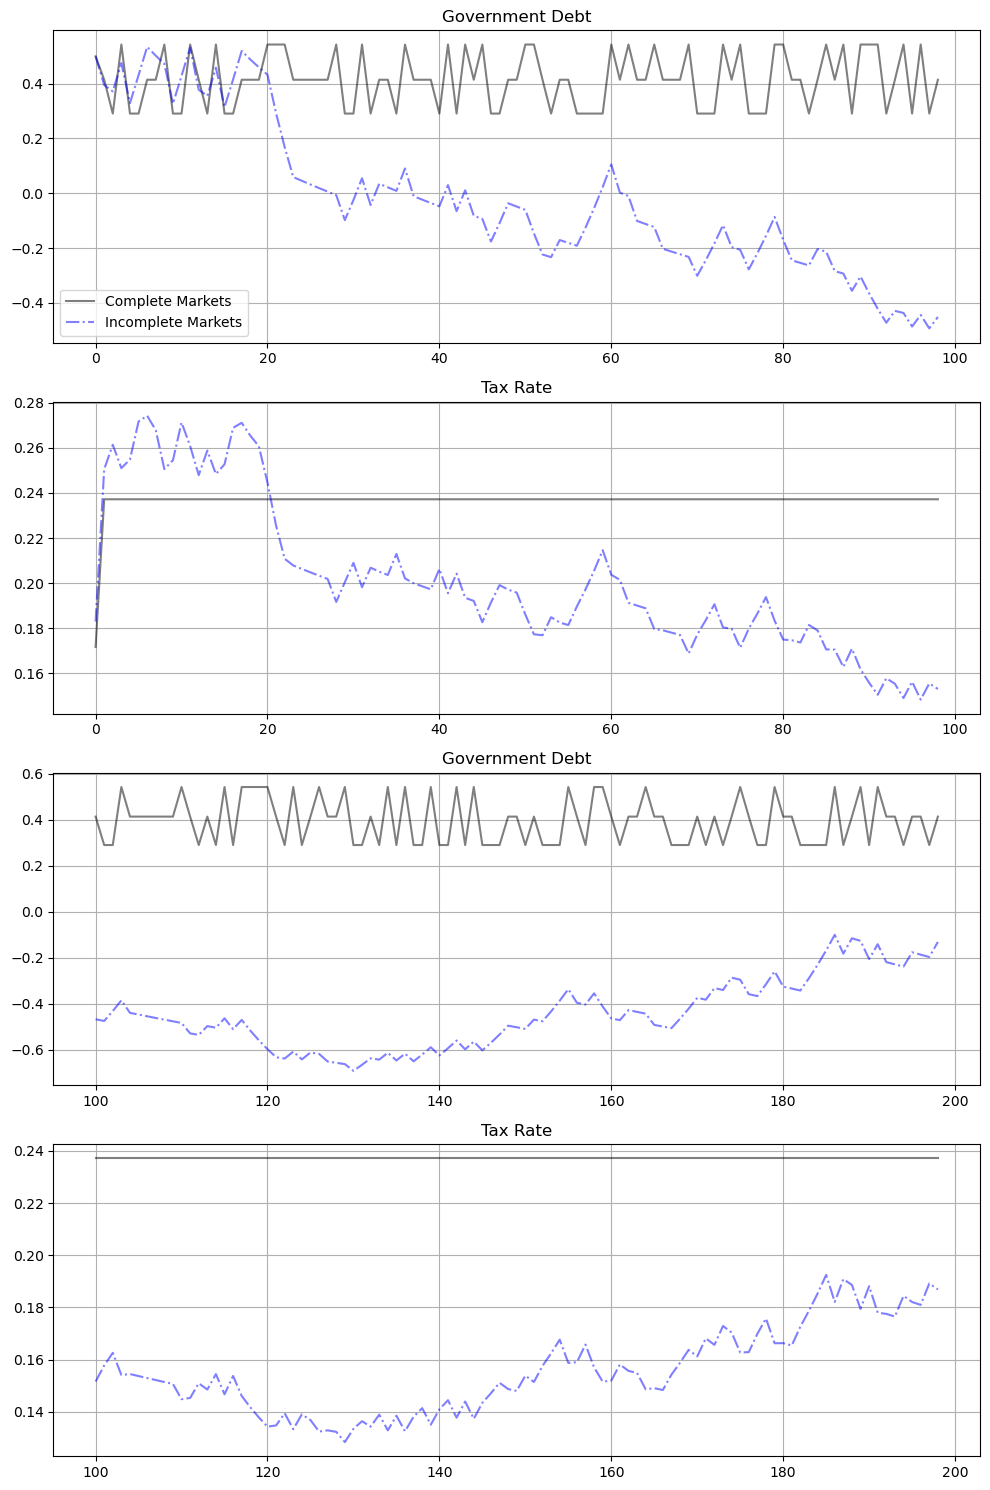 Government Debt
0.4
0.2
0.0
−0.2
−0.4
Complete Markets
Incomplete Markets
0 20 40 60 80 100
Tax Rate
0.28
0.26
0.24
0.22
0.20
0.18
0.16
0 20 40 60 80 100
Government Debt
0.6
0.4
0.2
0.0
−0.2
−0.4
−0.6
100 120 140 160 180 200
Tax Rate
0.24
0.22
0.20
0.18
0.16
0.14
100 120 140 160 180 200